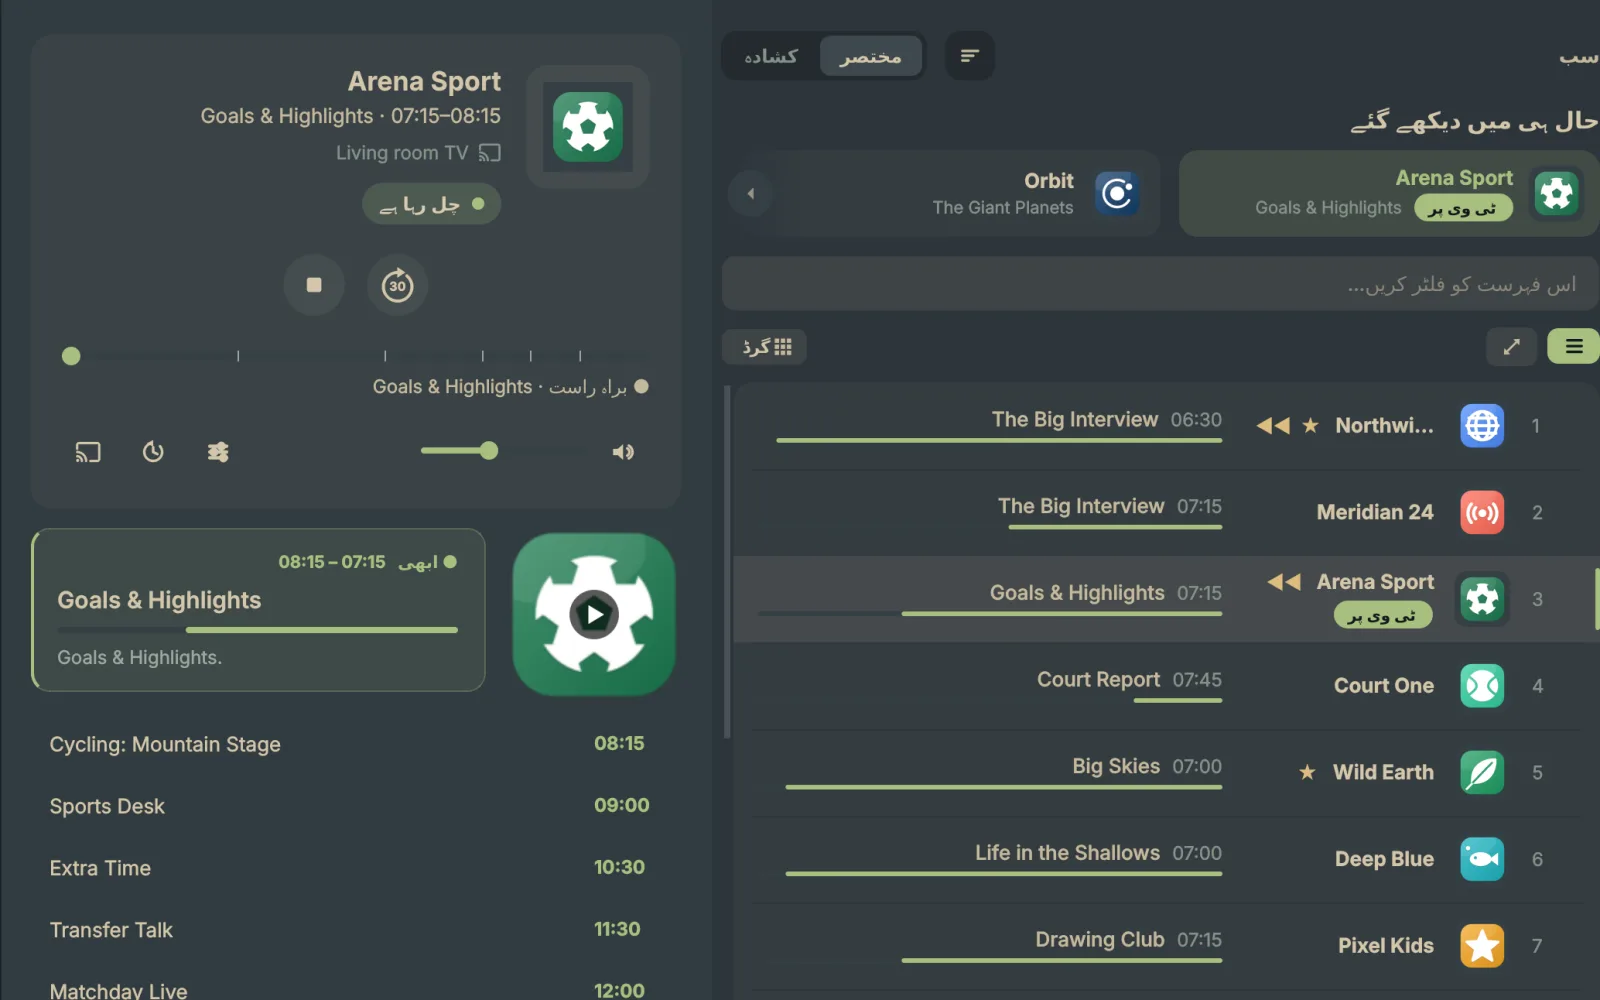 سب
مختصر
کشادہ
حال ہی میں دیکھے گئے
Arena Sport
ٹی وی پر Goals & Highlights
Orbit
The Giant Planets
اس فہرست کو فلٹر کریں...
گرڈ
1 Northwi... 06:30 The Big Interview
2 Meridian 24 07:15 The Big Interview
3 Arena Sport 07:15 Goals & Highlights
ٹی وی پر
4 Court One 07:45 Court Report
5 Wild Earth 07:00 Big Skies
6 Deep Blue 07:00 Life in the Shallows
7 Pixel Kids 07:15 Drawing Club
Arena Sport
Goals & Highlights · 07:15–08:15
Living room TV
چل رہا ہے
30
براہ راست · Goals & Highlights
ابھی 07:15 – 08:15
Goals & Highlights
Goals & Highlights.
08:15 Cycling: Mountain Stage
09:00 Sports Desk
10:30 Extra Time
11:30 Transfer Talk
12:00 Matchday Live